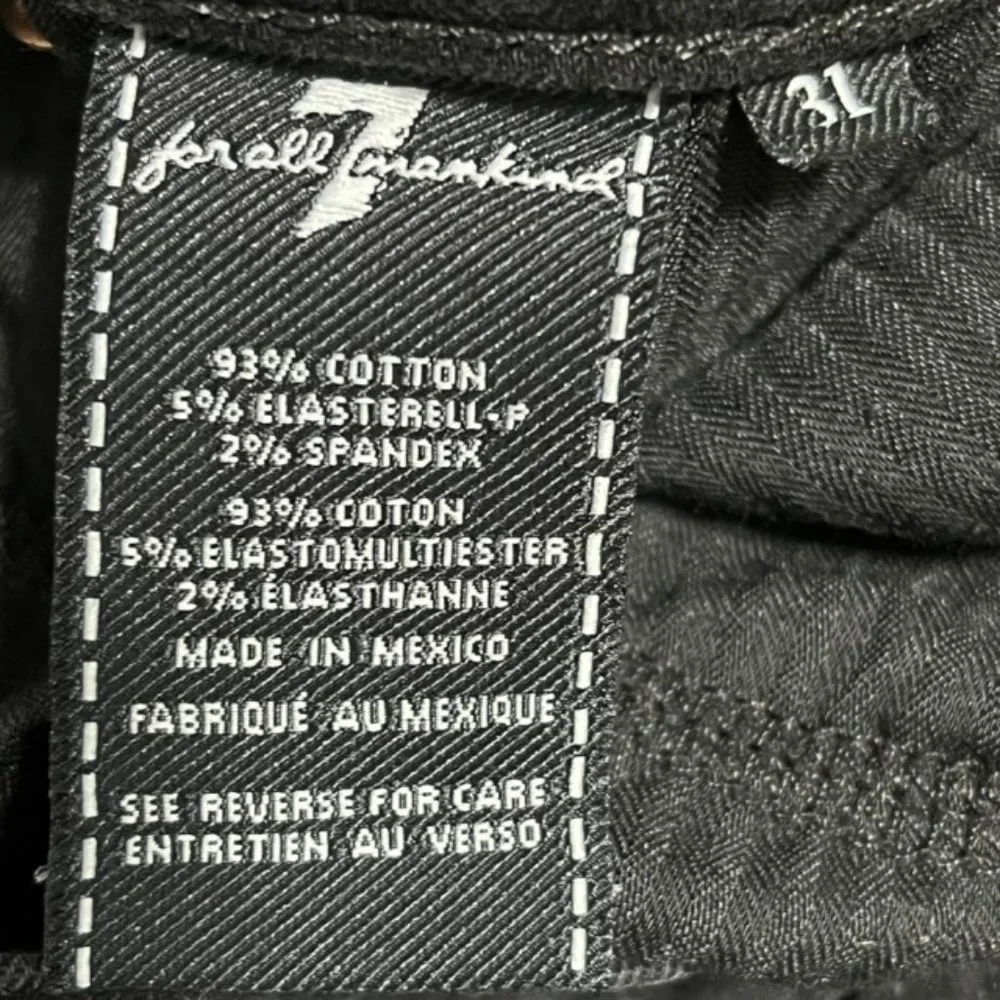 7
for all mankind
31
93% COTTON
5% ELASTERELL-P
2% SPANDEX
93% COTON
5% ELASTOMULTIESTER
2% ÉLASTHANNE
MADE IN MEXICO
FABRIQUÉ AU MEXIQUE
SEE REVERSE FOR CARE
ENTRETIEN AU VERSO